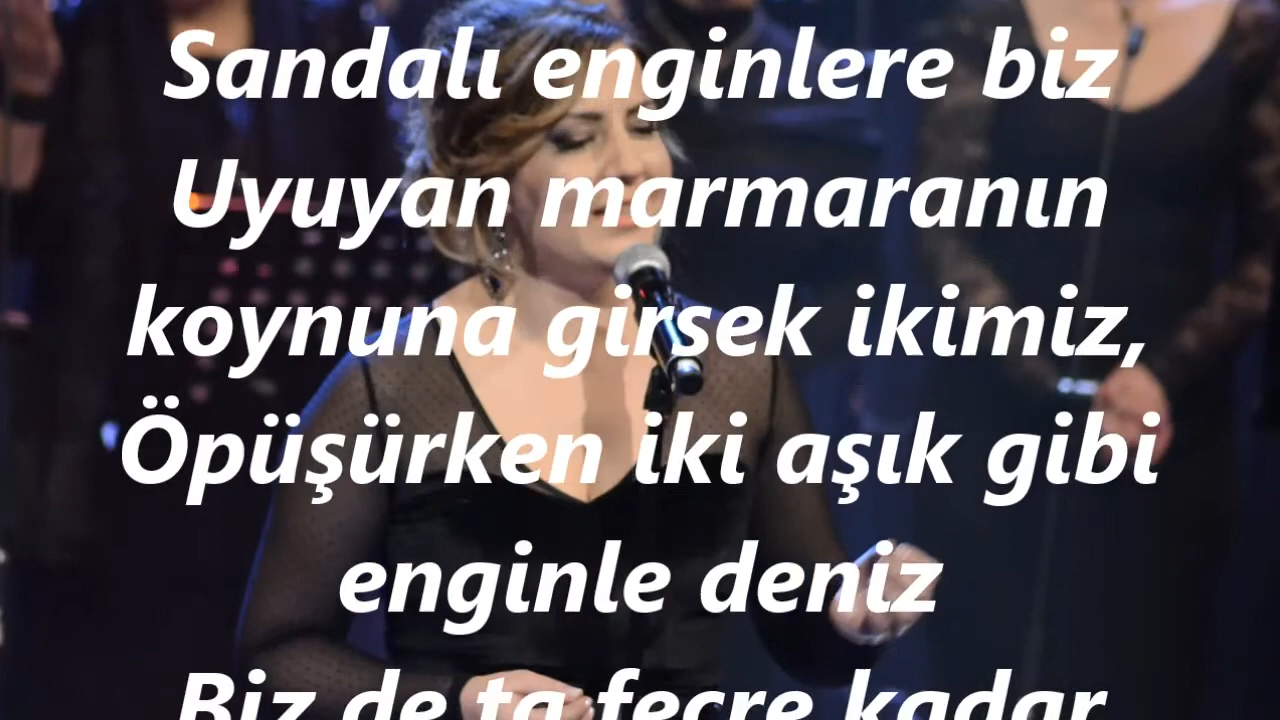 Sandalı enginlere biz
Uyuyan marmaranın
koynuna girsek ikimiz,
Öpüşürken iki aşık gibi
enginle deniz
Biz de ta fecre kadar